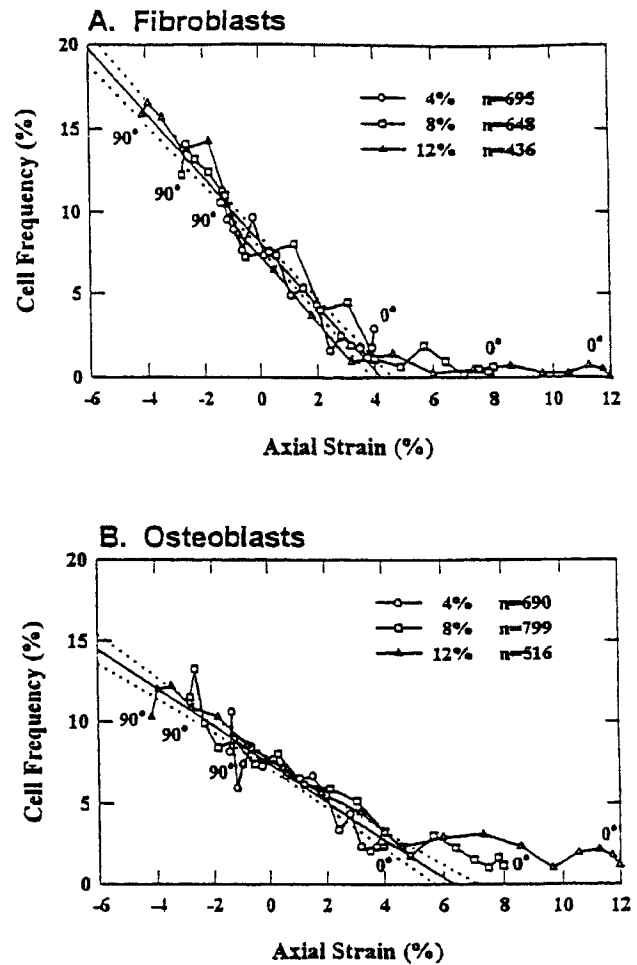 A. Fibroblasts
20
15
10
5
0
Cell Frequency (%)
4% n=695
8% n=648
12% n=436
90°
90°
90°
0°
0°
0°
-6 -4 -2 0 2 4 6 8 10 12
Axial Strain (%)
B. Osteoblasts
20
15
10
5
0
Cell Frequency (%)
4% n=690
8% n=799
12% n=516
90°
90°
90°
0°
0°
0°
-6 -4 -2 0 2 4 6 8 10 12
Axial Strain (%)